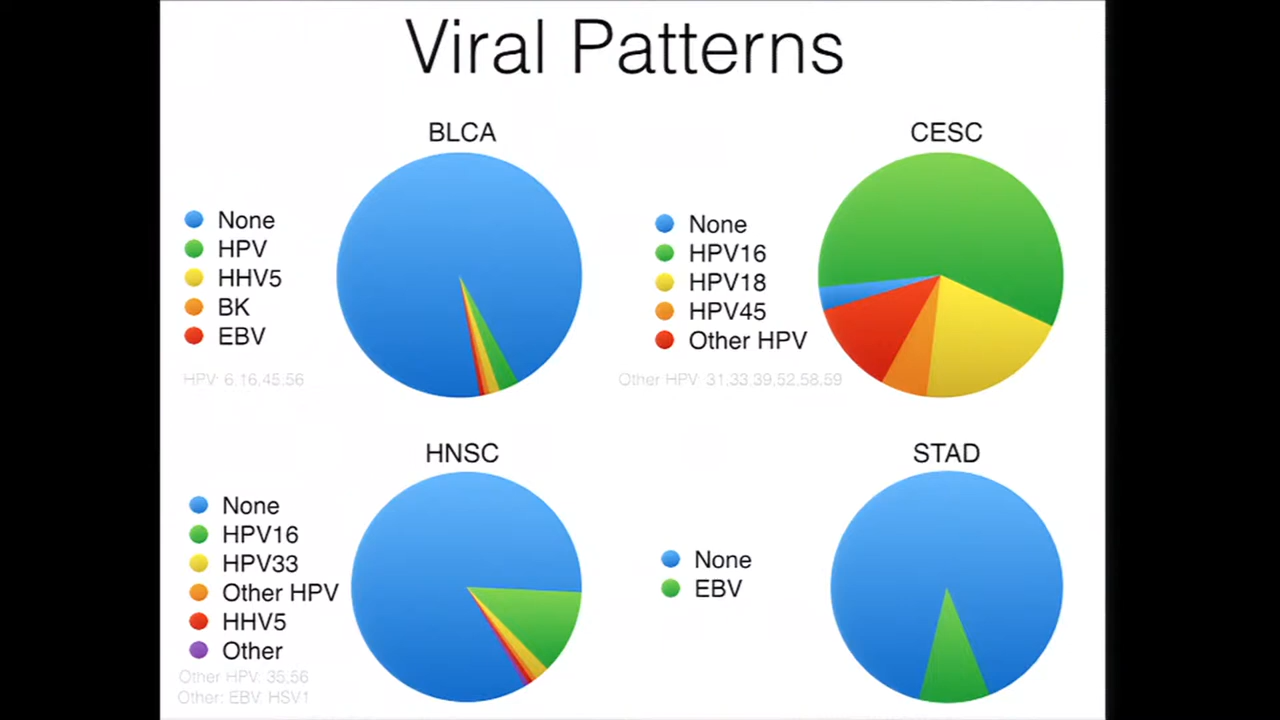 Viral Patterns
BLCA
None
HPV
HHV5
BK
EBV
HPV: 6,16,45,56
CESC
None
HPV16
HPV18
HPV45
Other HPV
Other HPV: 31,33,39,52,58,59
HNSC
None
HPV16
HPV33
Other HPV
HHV5
Other
Other HPV: 35,56
Other: EBV, HSV1
STAD
None
EBV